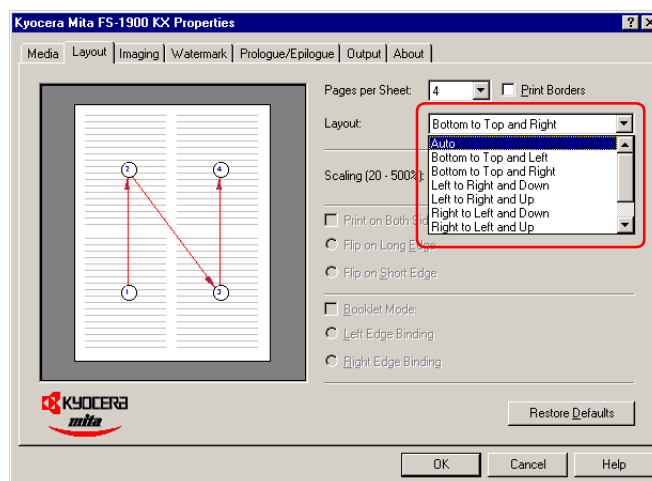 Kyocera Mita FS-1900 KX Properties
Media Layout Imaging Watermark Prologue/Epilogue Output About
Pages per Sheet: 4 Print Borders
Layout: Bottom to Top and Right
Auto
Bottom to Top and Left
Bottom to Top and Right
Left to Right and Down
Left to Right and Up
Right to Left and Down
Right to Left and Up
Scaling (20 - 500%):
Print on Both Sid
Flip on Long Edge
Flip on Short Edge
Booklet Mode:
Left Edge Binding
Right Edge Binding
2 4
1 3
KYOCERA
mita
Restore Defaults
OK Cancel Help